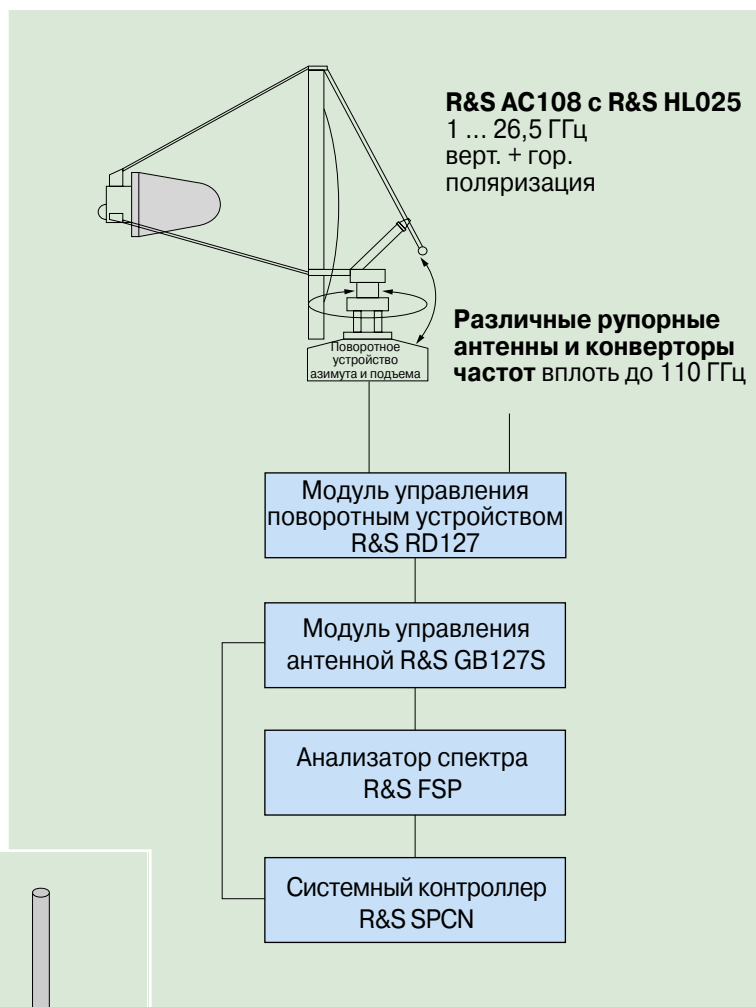 R&S AC108 с R&S HL025
1 ... 26,5 ГГц
верт. + гор.
поляризация
Различные рупорные
антенны и конверторы
частот вплоть до 110 ГГц
Поворотное
устройство
азимута и подъема
Модуль управления
поворотным устройством
R&S RD127
Модуль управления
антенной R&S GB127S
Анализатор спектра
R&S FSP
Системный контроллер
R&S SPCN